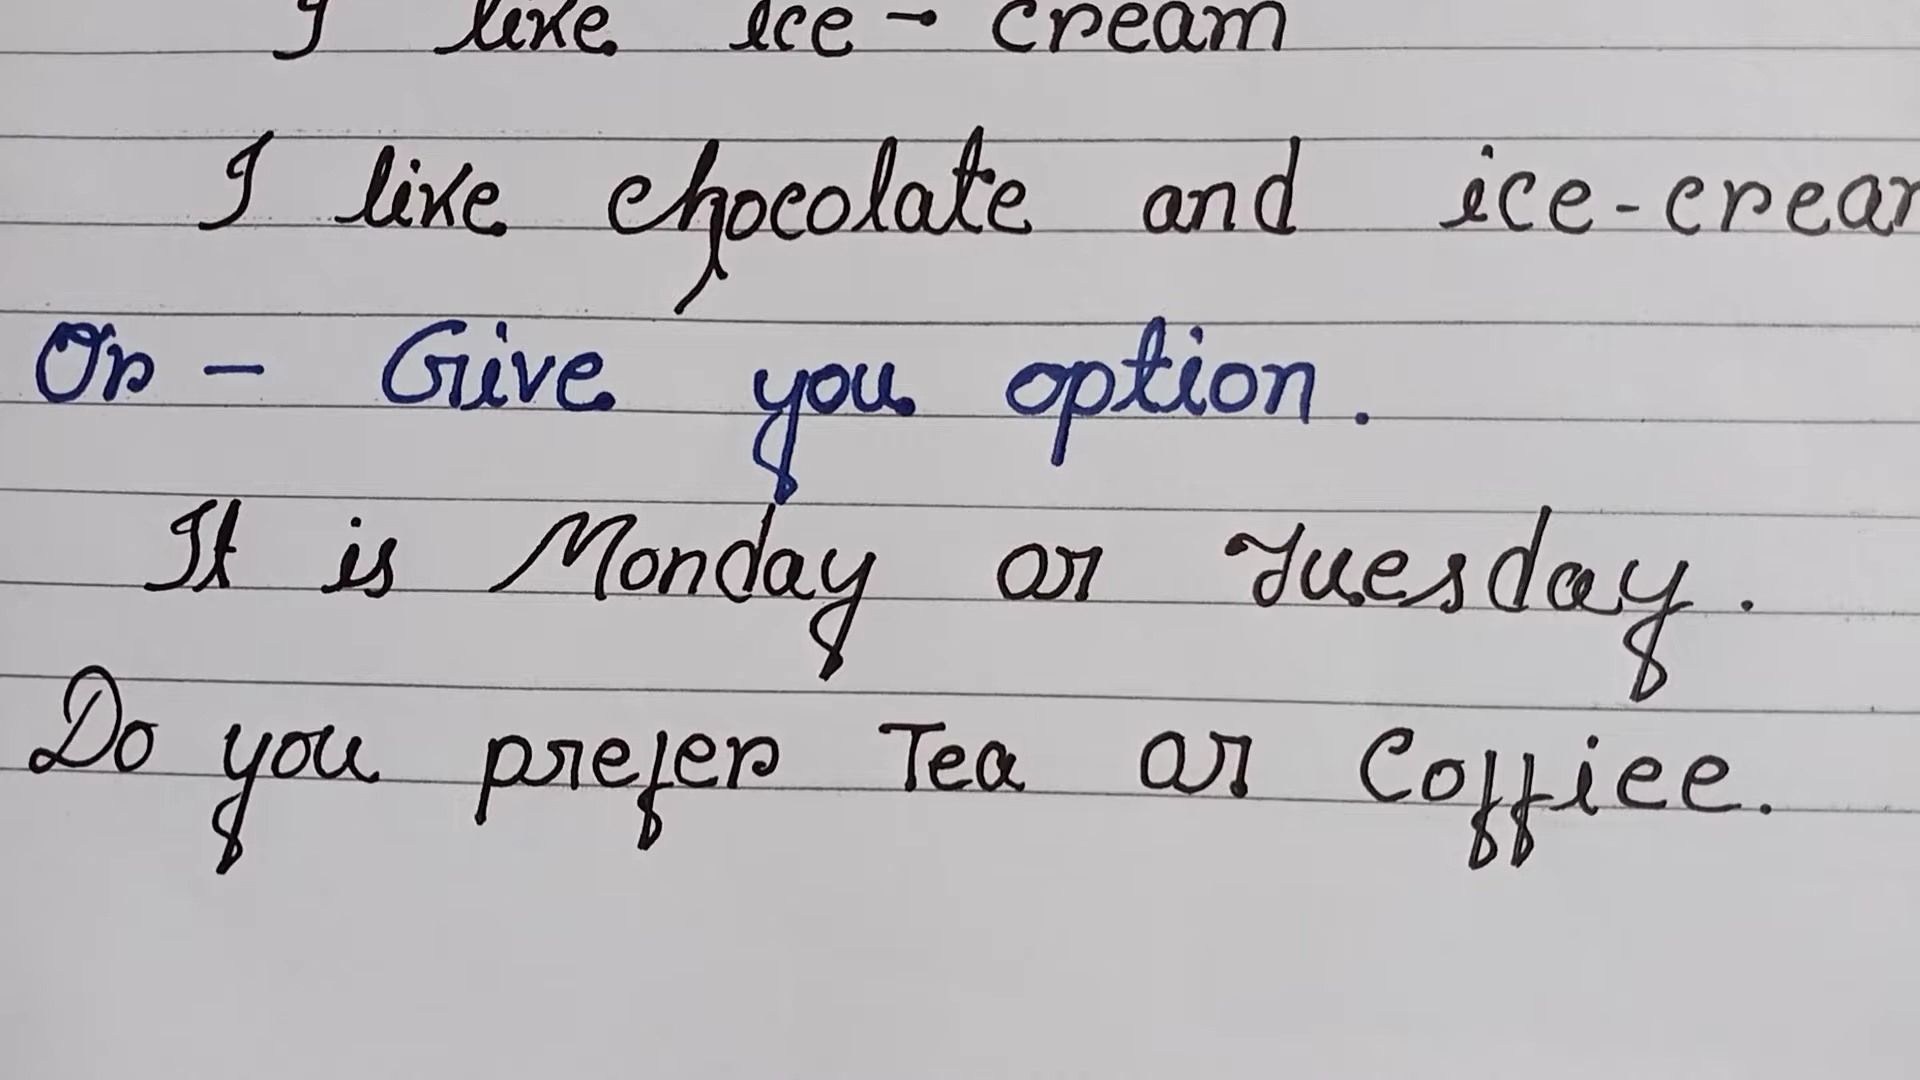 I like ice - cream
I like chocolate and ice-cream
Or - Give you option.
It is Monday or Tuesday.
Do you prefer Tea or Coffiee.